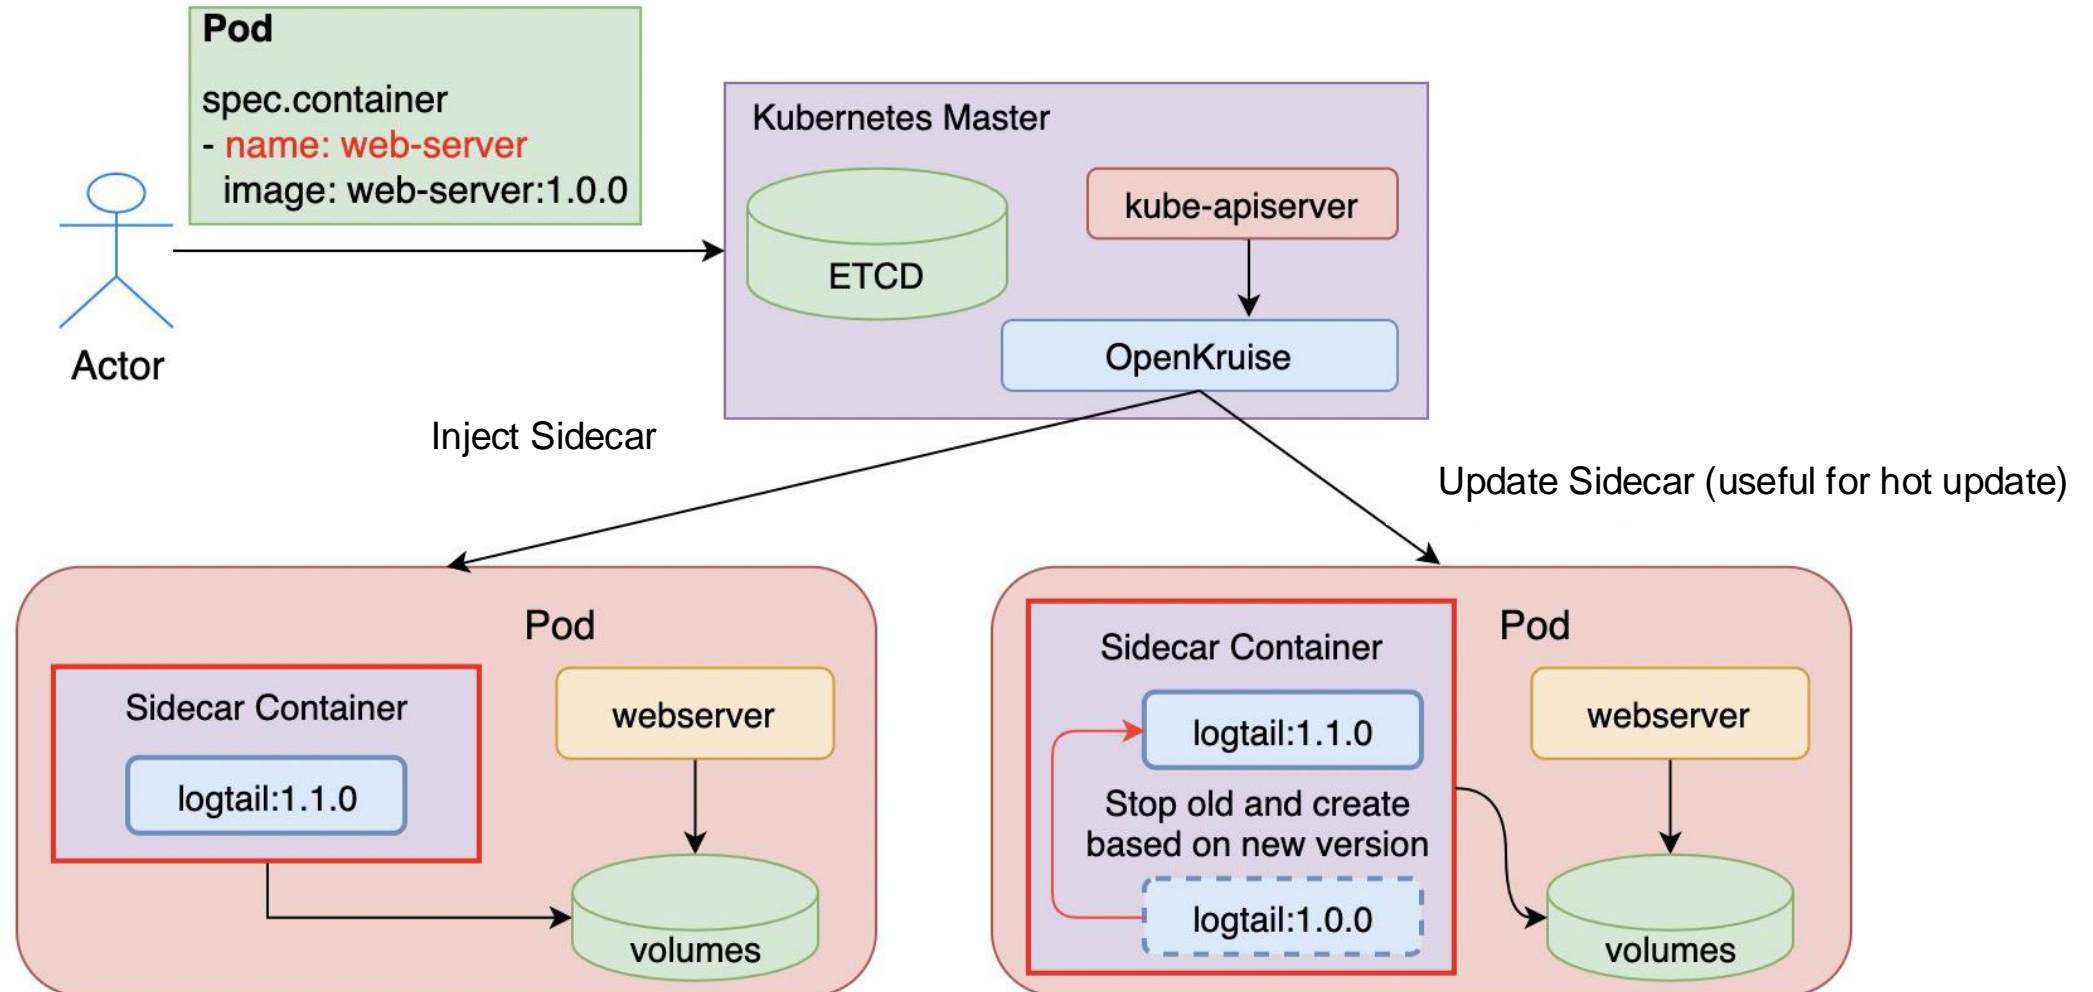 Pod
spec.container
- name: web-server
image: web-server:1.0.0
Actor
Kubernetes Master
ETCD
kube-apiserver
OpenKruise
Inject Sidecar
Update Sidecar (useful for hot update)
Pod
Sidecar Container
logtail:1.1.0
webserver
volumes
Pod
Sidecar Container
logtail:1.1.0
Stop old and create
based on new version
logtail:1.0.0
webserver
volumes